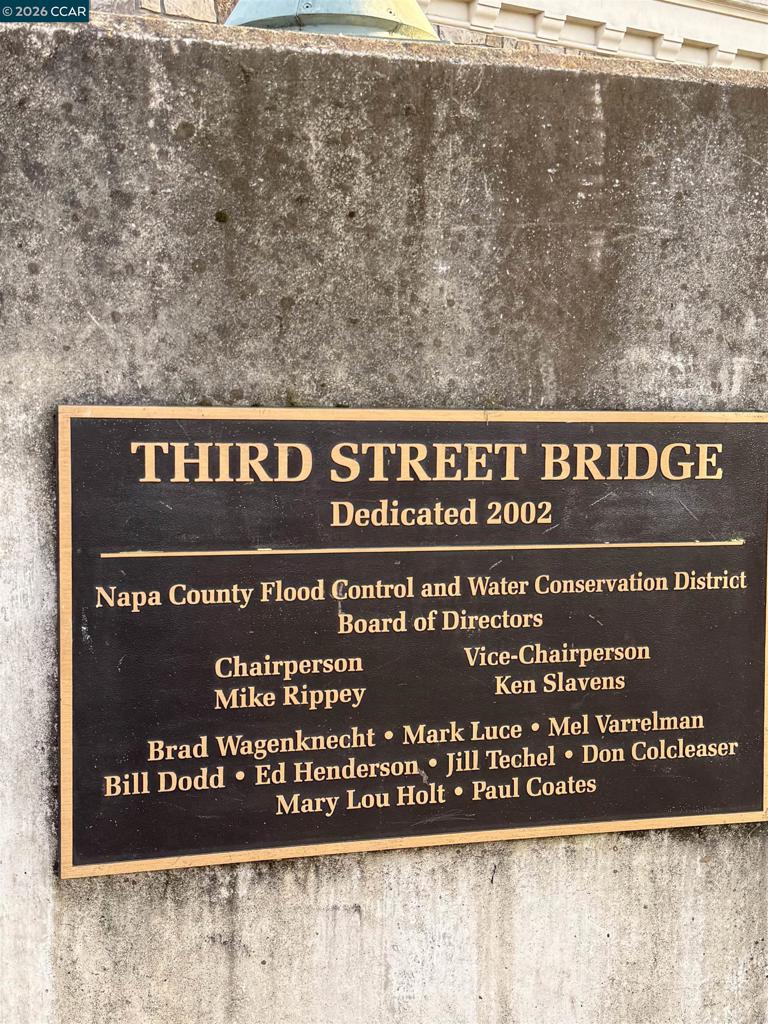 © 2026 CCAR
THIRD STREET BRIDGE
Dedicated 2002
Napa County Flood Control and Water Conservation District
Board of Directors
Chairperson Vice-Chairperson
Mike Rippey Ken Slavens
Brad Wagenknecht • Mark Luce • Mel Varrelman
Bill Dodd • Ed Henderson • Jill Techel • Don Colcleaser
Mary Lou Holt • Paul Coates